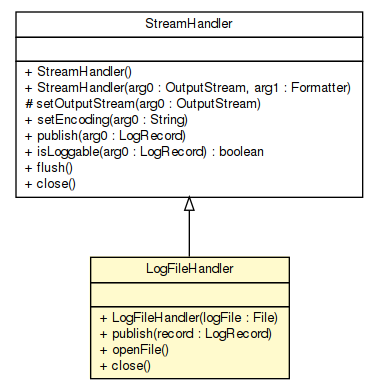 StreamHandler
+ StreamHandler()
+ StreamHandler(arg0 : OutputStream, arg1 : Formatter)
# setOutputStream(arg0 : OutputStream)
+ setEncoding(arg0 : String)
+ publish(arg0 : LogRecord)
+ isLoggable(arg0 : LogRecord) : boolean
+ flush()
+ close()
LogFileHandler
+ LogFileHandler(logFile : File)
+ publish(record : LogRecord)
+ openFile()
+ close()